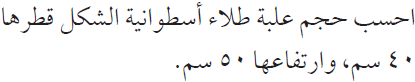 احسب حجم علبة طلاء أسطوانية الشكل قطرها
٤٠ سم، وارتفاعها ٥٠ سم.